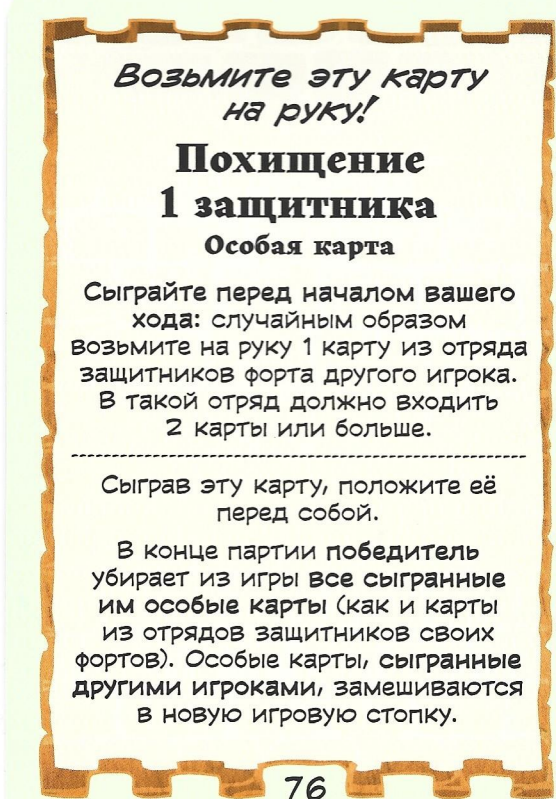 Возьмите эту карту
на руку!
Похищение
1 защитника
Особая карта
Сыграйте перед началом вашего
хода: случайным образом
возьмите на руку 1 карту из отряда
защитников форта другого игрока.
В такой отряд должно входить
2 карты или больше.
Сыграв эту карту, положите её
перед собой.
В конце партии победитель
убирает из игры все сыгранные
им особые карты (как и карты
из отрядов защитников своих
фортов). Особые карты, сыгранные
другими игроками, замешиваются
в новую игровую стопку.
76